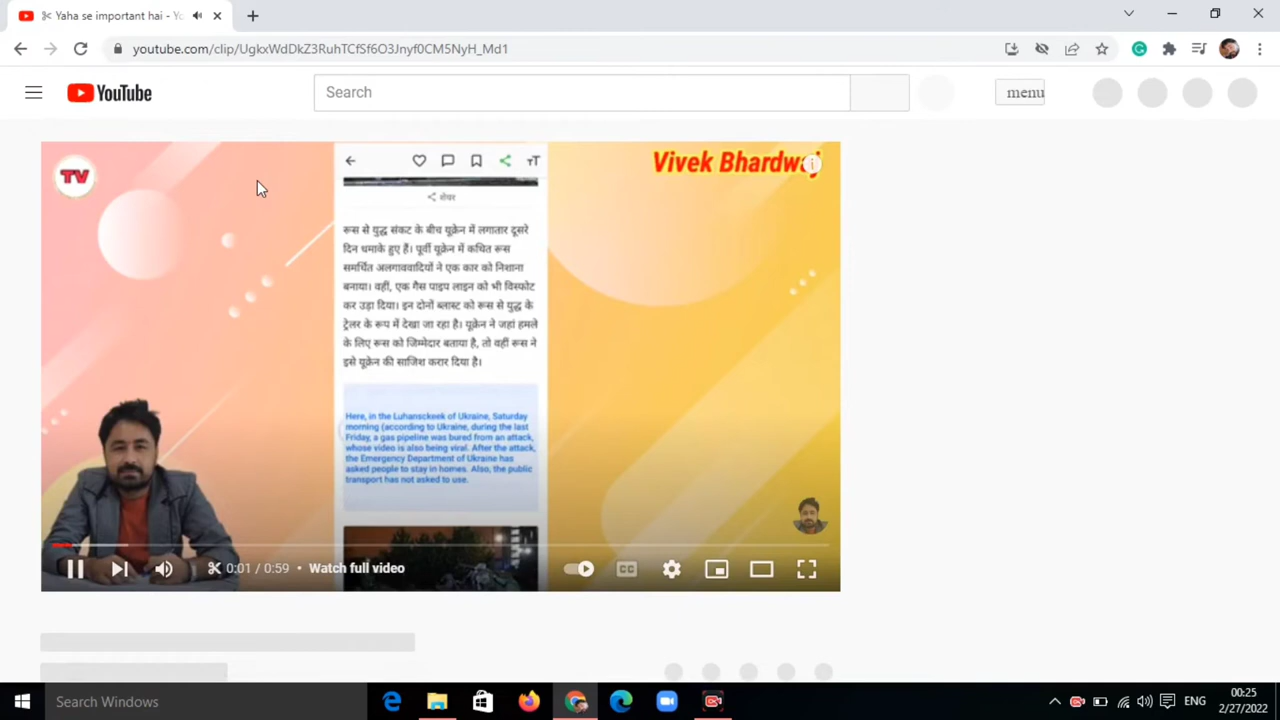 Yaha se important hai - Yo
youtube.com/clip/UgkxWdDkZ3RuhTCfSf6O3Jnyf0CM5NyH_Md1
YouTube
Search
menu
TV
Vivek Bhardwaj
शेयर
रूस से युद्ध संकट के बीच यूक्रेन में लगातार दूसरे
दिन धमाके हुए हैं। पूर्वी यूक्रेन में कथित रूस
समर्थित अलगाववादियों ने एक कार को निशाना
बनाया। वहीं, एक गैस पाइप लाइन को भी विस्फोट
कर उड़ा दिया। इन दोनों ब्लास्ट को रूस से युद्ध के
ट्रेलर के रूप में देखा जा रहा है। यूक्रेन ने जहां हमले
के लिए रूस को जिम्मेदार बताया है, तो वहीं रूस ने
इसे यूक्रेन की साजिश करार दिया है।
Here, in the Luhansckeek of Ukraine, Saturday
morning (according to Ukraine, during the last
Friday, a gas pipeline was bured from an attack,
whose video is also being viral. After the attack,
the Emergency Department of Ukraine has
asked people to stay in homes. Also, the public
transport has not asked to use.
0:01 / 0:59 • Watch full video
CC
Search Windows
ENG
00:25
2/27/2022